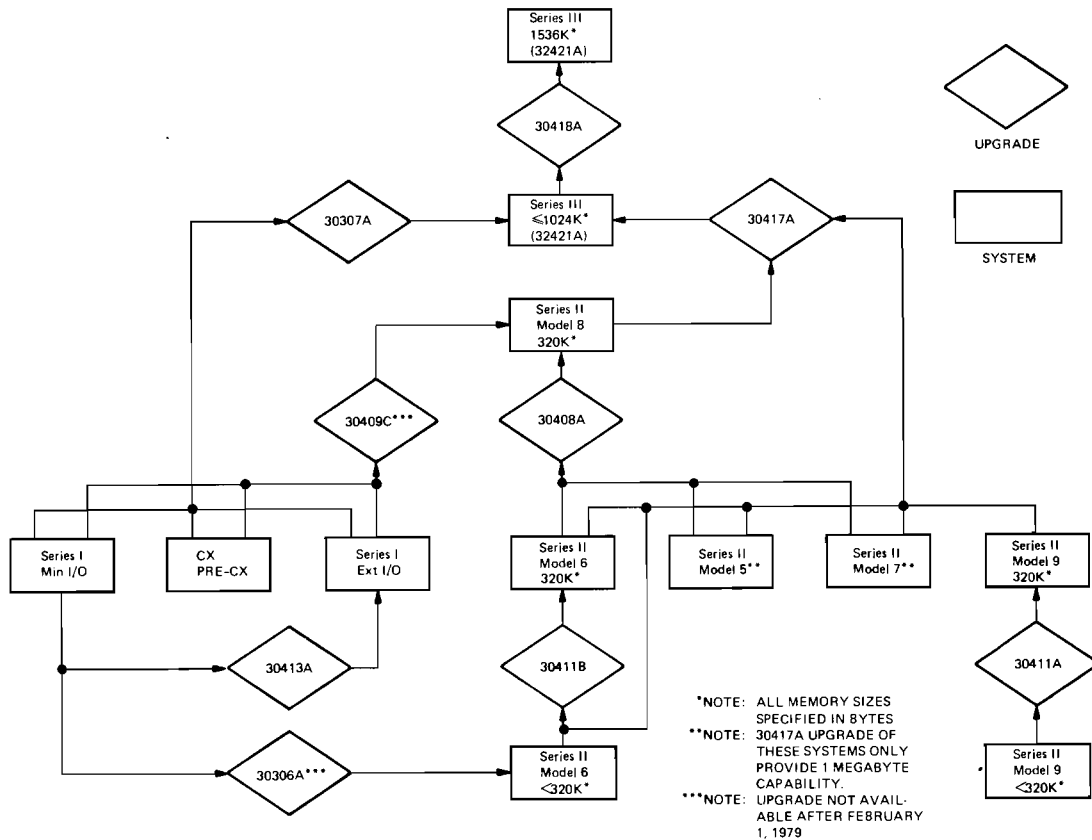 Series III
1536K*
(32421A)
30418A
UPGRADE
30307A
Series III
≤1024K*
(32421A)
30417A
SYSTEM
Series II
Model 8
320K*
30409C***
30408A
Series I
Min I/O
CX
PRE-CX
Series I
Ext I/O
Series II
Model 6
320K*
Series II
Model 5**
Series II
Model 7**
Series II
Model 9
320K*
30413A
30411B
30411A
30306A***
Series II
Model 6
<320K*
*NOTE: ALL MEMORY SIZES
SPECIFIED IN BYTES
**NOTE: 30417A UPGRADE OF
THESE SYSTEMS ONLY
PROVIDE 1 MEGABYTE
CAPABILITY.
***NOTE: UPGRADE NOT AVAIL-
ABLE AFTER FEBRUARY
1, 1979
Series II
Model 9
<320K*